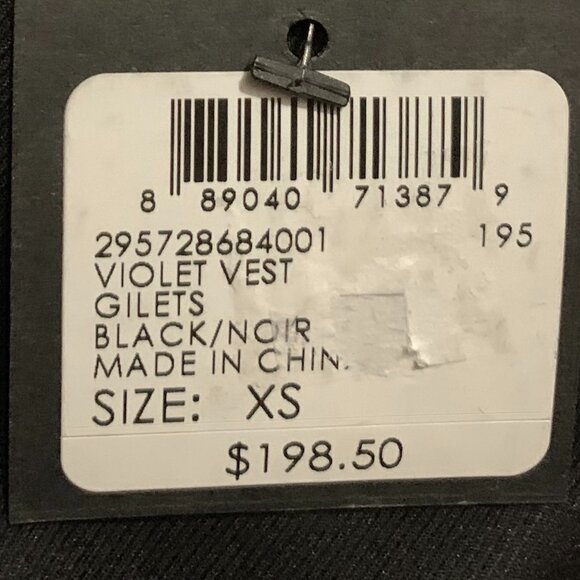 8 89040 71387 9
295728684001 195
VIOLET VEST
GILETS
BLACK/NOIR
MADE IN CHIN
SIZE: XS
$198.50